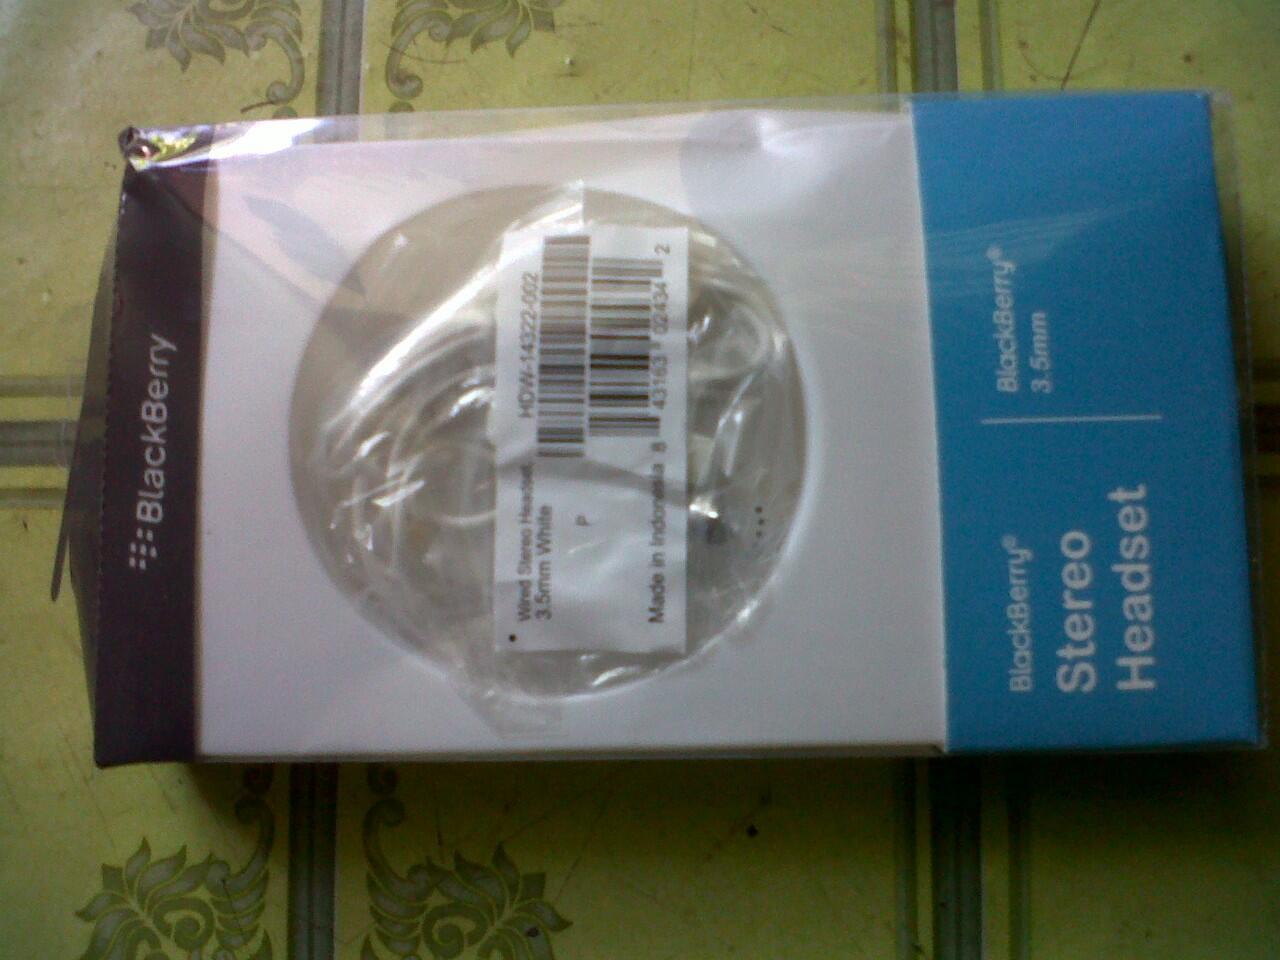 BlackBerry
HDW-14322-002
Wired Stereo Headset,
3.5mm White
P
Made in Indonesia
8 43163 02434 2
BlackBerry®
Stereo
Headset
BlackBerry®
3.5mm